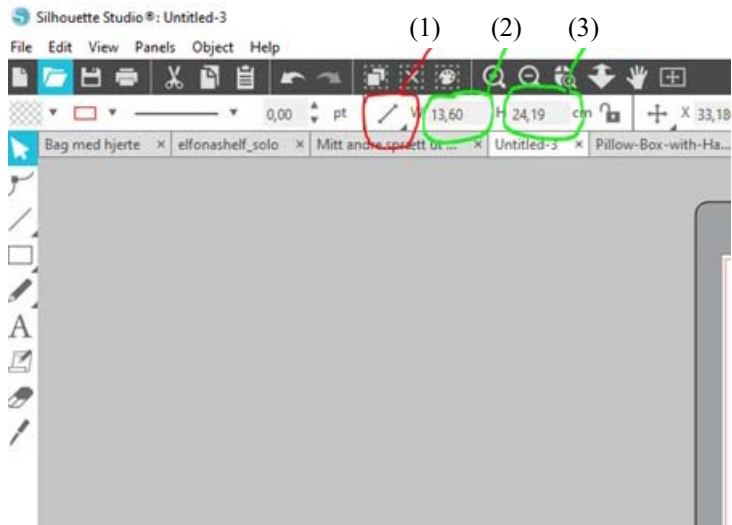 Silhouette Studio®: Untitled-3
(1) (2) (3)
File Edit View Panels Object Help
0,00 pt W 13,60 H 24,19 cm X 33,18
Bag med hjerte × elfonashelf_solo × Mitt andre sprætt ut ... × Untitled-3 × Pillow-Box-with-Ha...
A